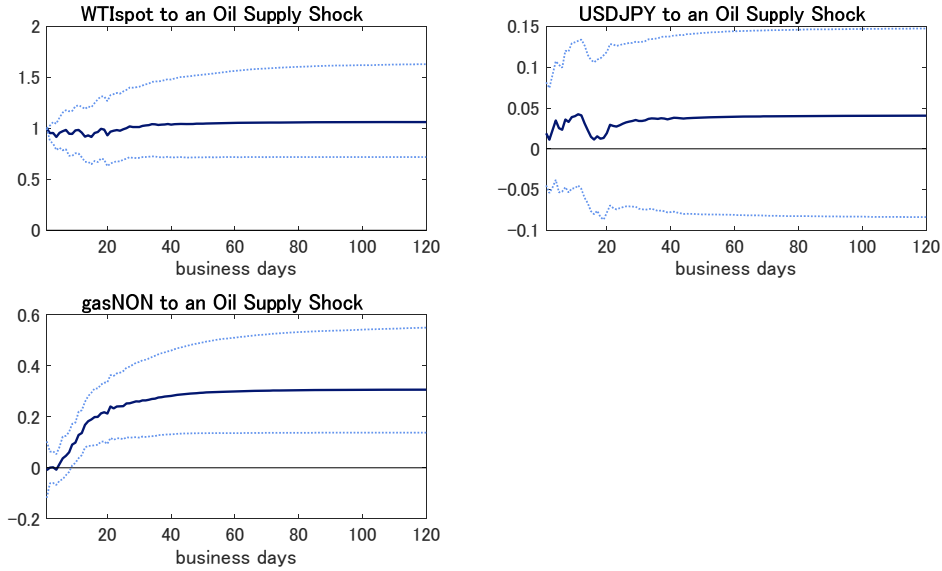 WTIspot to an Oil Supply Shock
2
1.5
1
0.5
0
20 40 60 80 100 120
business days
USDJPY to an Oil Supply Shock
0.15
0.1
0.05
0
−0.05
−0.1
20 40 60 80 100 120
business days
gasNON to an Oil Supply Shock
0.6
0.4
0.2
0
−0.2
20 40 60 80 100 120
business days